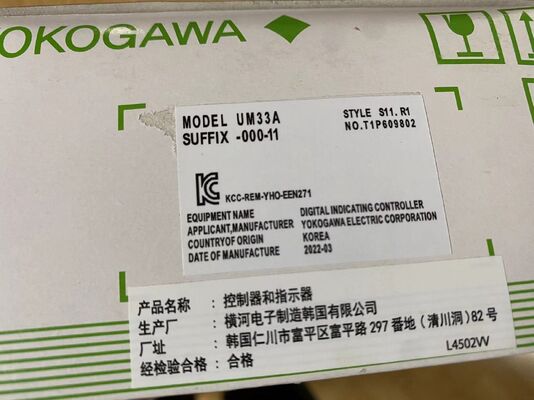 YOKOGAWA
MODEL UM33A
STYLE S11.R1
SUFFIX -000-11
NO.T1P609802
KCC-REM-YHO-EEN271
EQUIPMENT NAME DIGITAL INDICATING CONTROLLER
APPLICANT,MANUFACTURER YOKOGAWA ELECTRIC CORPORATION
COUNTRYOF ORIGIN KOREA
DATE OF MANUFACTURE 2022-03
产品名称：控制器和指示器
生产厂：横河电子制造韩国有限公司
厂址：韩国仁川市富平区富平路 297 番地（清川洞）82 号
经检验合格：合格
L4502VV